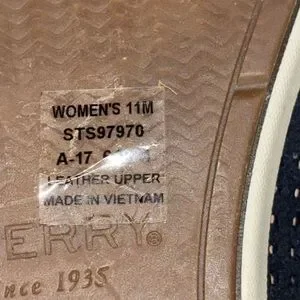 WOMEN'S 11M
STS97970
A-17
LEATHER UPPER
MADE IN VIETNAM
ERRY®
nce 1935